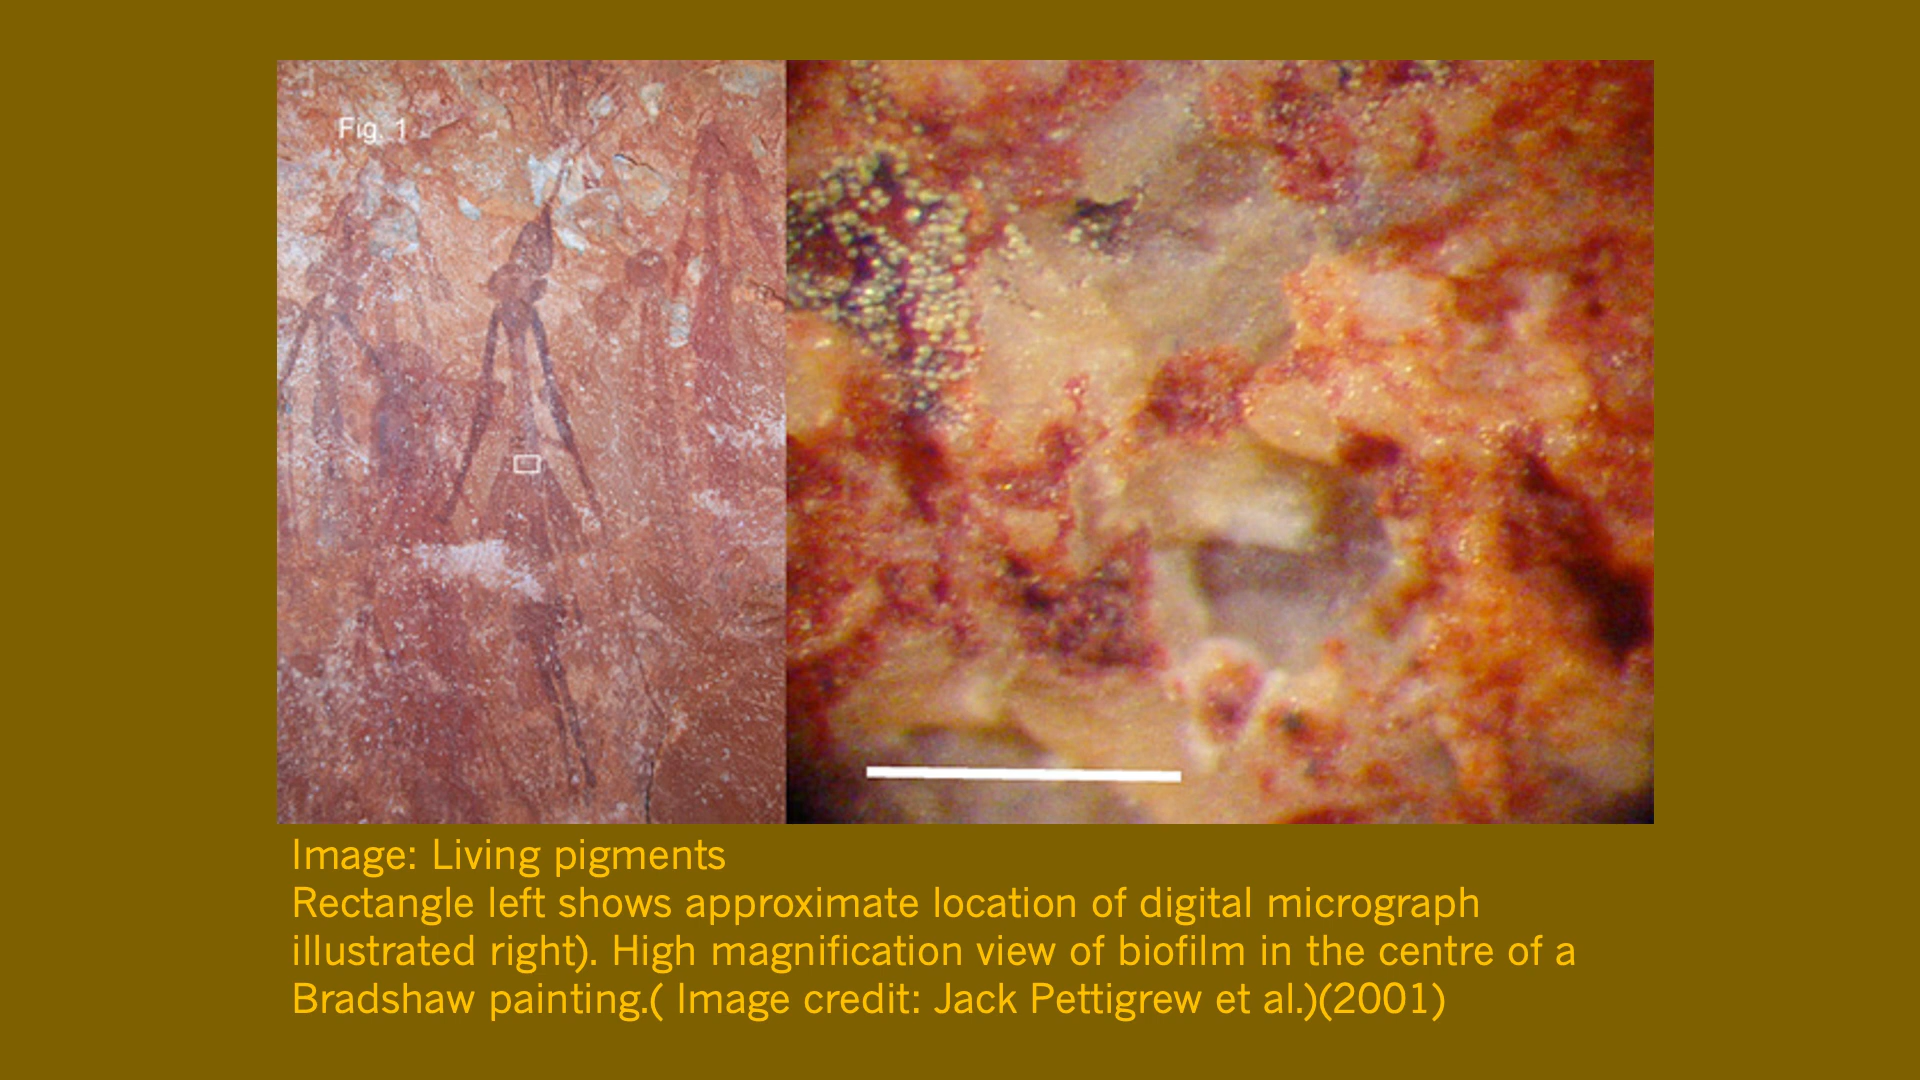 Fig. 1
Image: Living pigments
Rectangle left shows approximate location of digital micrograph
illustrated right). High magnification view of biofilm in the centre of a
Bradshaw painting.( Image credit: Jack Pettigrew et al.)(2001)